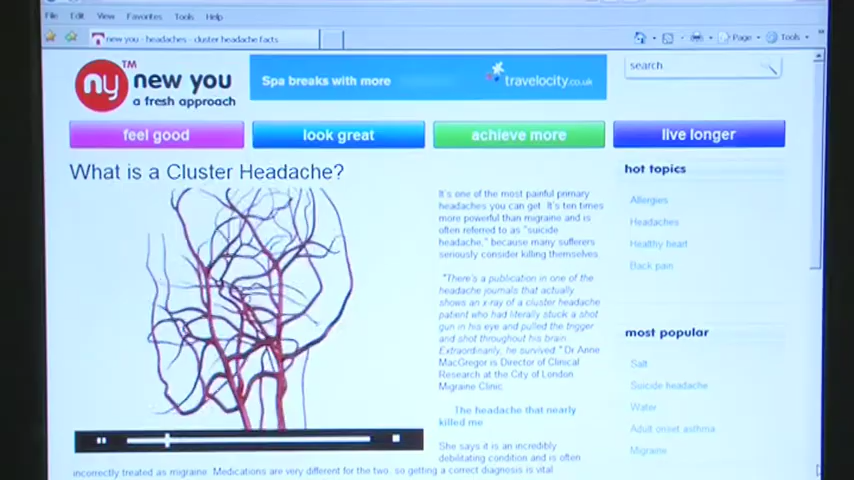 File Edit View Favorites Tools Help
new you - headaches - cluster headache facts
Page Tools
ny TM new you
a fresh approach
Spa breaks with more
travelocity.co.uk
search
feel good look great achieve more live longer
What is a Cluster Headache?
It's one of the most painful primary
headaches you can get. It's ten times
more powerful than migraine and is
often referred to as "suicide
headache," because many sufferers
seriously consider killing themselves.
"There's a publication in one of the
headache journals that actually
shows an x-ray of a cluster headache
patient who had literally stuck a shot
gun in his eye and pulled the trigger
and shot throughout his brain.
Extraordinarily, he survived." Dr Anne
MacGregor is Director of Clinical
Research at the City of London
Migraine Clinic.
The headache that nearly
killed me
She says it is an incredibly
debilitating condition and is often
incorrectly treated as migraine. Medications are very different for the two, so getting a correct diagnosis is vital
hot topics
Allergies
Headaches
Healthy heart
Back pain
most popular
Salt
Suicide headache
Water
Adult onset asthma
Migraine